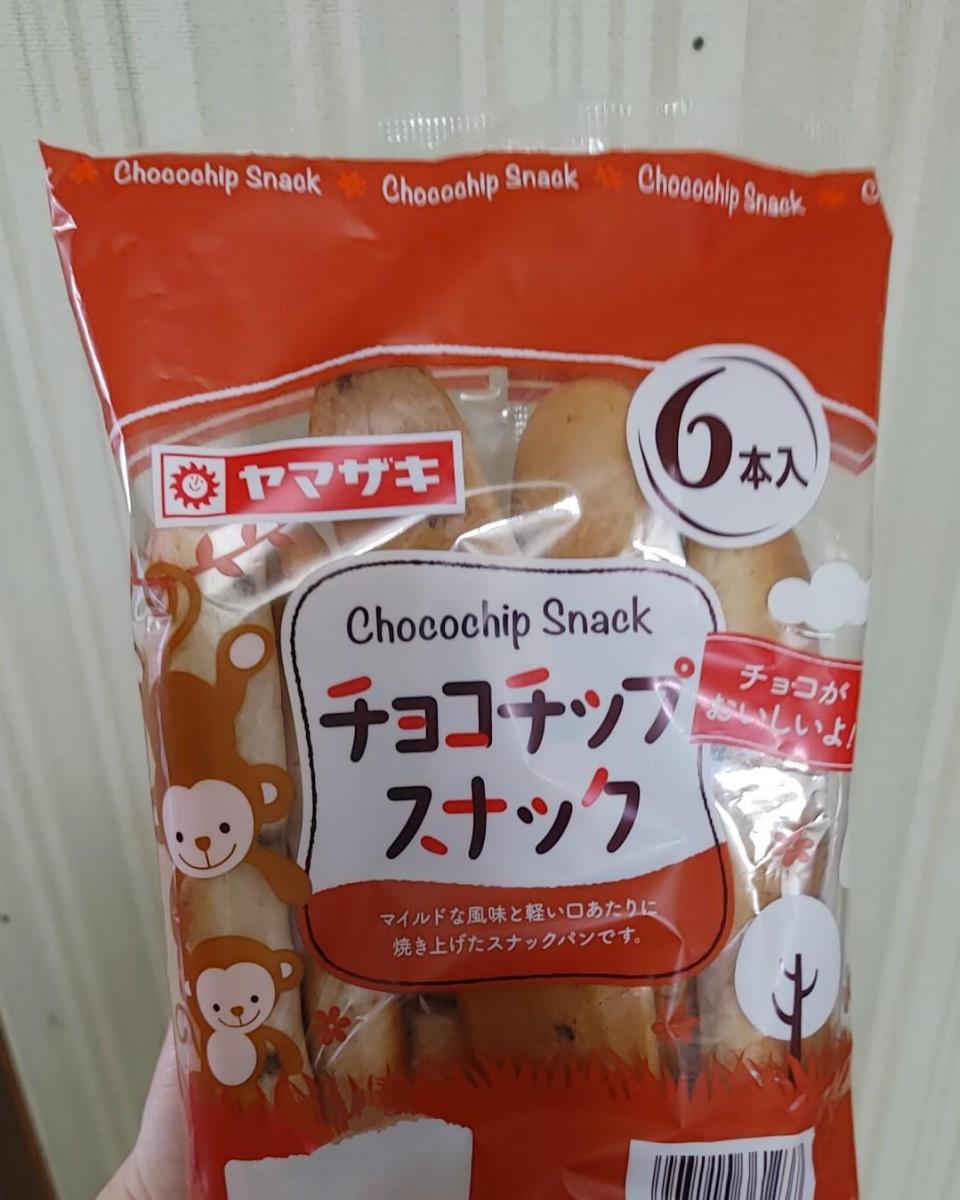 Chocochip Snack Chocochip Snack Chocochip Snack
ヤマザキ
6本入
Chocochip Snack
チョコチップ
スナック
チョコが
おいしいよ!
マイルドな風味と軽い口あたりに
焼き上げたスナックパンです。